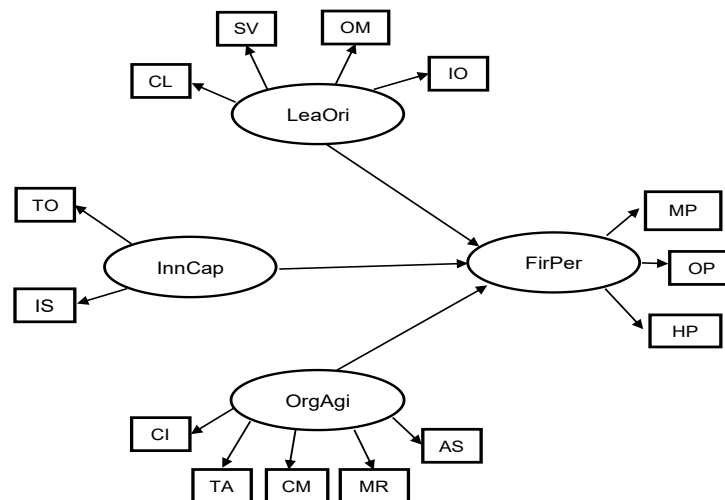 SV
OM
CL
IO
LeaOri
TO
MP
InnCap
FirPer
OP
IS
HP
OrgAgi
CI
AS
TA
CM
MR